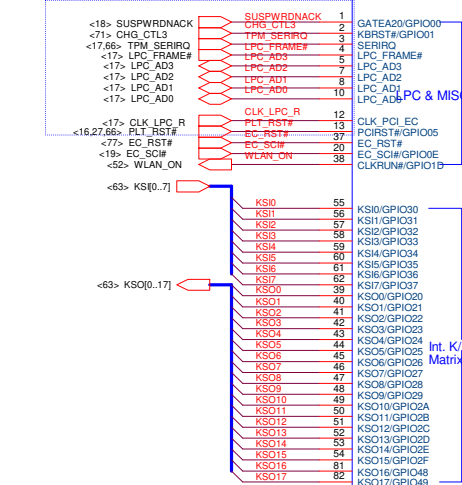 <18> SUSPWRDNACK SUSPWRDNACK 1 GATEA20/GPIO00
<71> CHG_CTL3 CHG_CTL3 2 KBRST#/GPIO01
<17,66> TPM_SERIRQ TPM_SERIRQ 3 SERIRQ
<17> LPC_FRAME# LPC_FRAME# 4 LPC_FRAME#
<17> LPC_AD3 LPC_AD3 5 LPC_AD3
<17> LPC_AD2 LPC_AD2 7 LPC_AD2
<17> LPC_AD1 LPC_AD1 8 LPC_AD1
<17> LPC_AD0 LPC_AD0 10 LPC_AD0
LPC & MISC
<17> CLK_LPC_R CLK_LPC_R 12 CLK_PCI_EC
<16,27,66> PLT_RST# PLT_RST# 13 PCIRST#/GPIO05
<77> EC_RST# EC_RST# 37 EC_RST#
<19> EC_SCI# EC_SCI# 20 EC_SCI#/GPIO0E
<52> WLAN_ON WLAN_ON 38 CLKRUN#/GPIO1D
<63> KSI[0..7]
KSI0 55 KSI0/GPIO30
KSI1 56 KSI1/GPIO31
KSI2 57 KSI2/GPIO32
KSI3 58 KSI3/GPIO33
KSI4 59 KSI4/GPIO34
KSI5 60 KSI5/GPIO35
KSI6 61 KSI6/GPIO36
KSI7 62 KSI7/GPIO37
<63> KSO[0..17]
KSO0 39 KSO0/GPIO20
KSO1 40 KSO1/GPIO21
KSO2 41 KSO2/GPIO22
KSO3 42 KSO3/GPIO23
KSO4 43 KSO4/GPIO24
KSO5 44 KSO5/GPIO25
Int. K/
Matrix
KSO6 45 KSO6/GPIO26
KSO7 46 KSO7/GPIO27
KSO8 47 KSO8/GPIO28
KSO9 48 KSO9/GPIO29
KSO10 49 KSO10/GPIO2A
KSO11 50 KSO11/GPIO2B
KSO12 51 KSO12/GPIO2C
KSO13 52 KSO13/GPIO2D
KSO14 53 KSO14/GPIO2E
KSO15 54 KSO15/GPIO2F
KSO16 81 KSO16/GPIO48
KSO17 82 KSO17/GPIO49